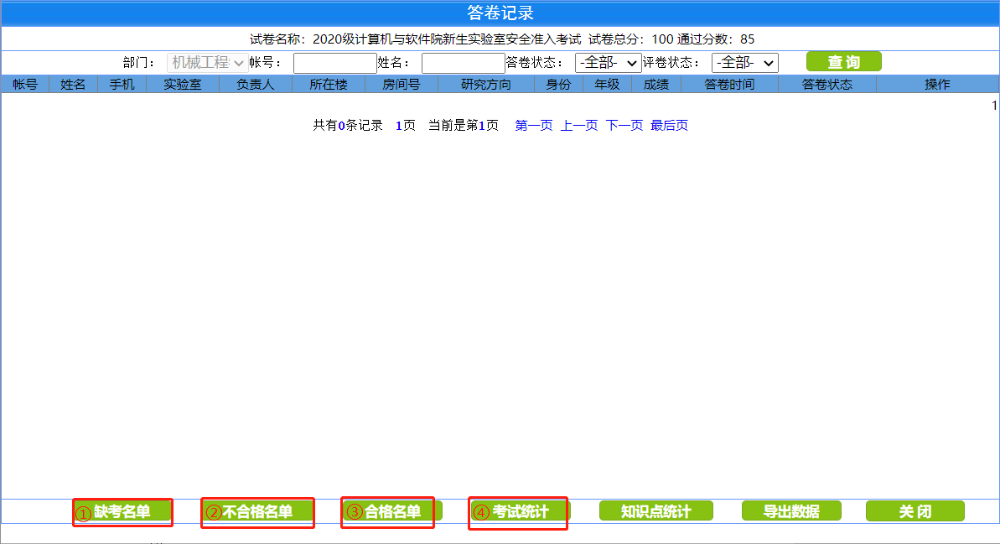 答卷记录
试卷名称：2020级计算机与软件院新生实验室安全准入考试 试卷总分：100 通过分数：85
部门： 机械工程 帐号： 姓名： 答卷状态： -全部- 评卷状态： -全部- 查 询
帐号 姓名 手机 实验室 负责人 所在楼 房间号 研究方向 身份 年级 成绩 答卷时间 答卷状态 操作
1
共有0条记录 1页 当前是第1页 第一页 上一页 下一页 最后页
①缺考名单 ②不合格名单 ③合格名单 ④考试统计 知识点统计 导出数据 关 闭